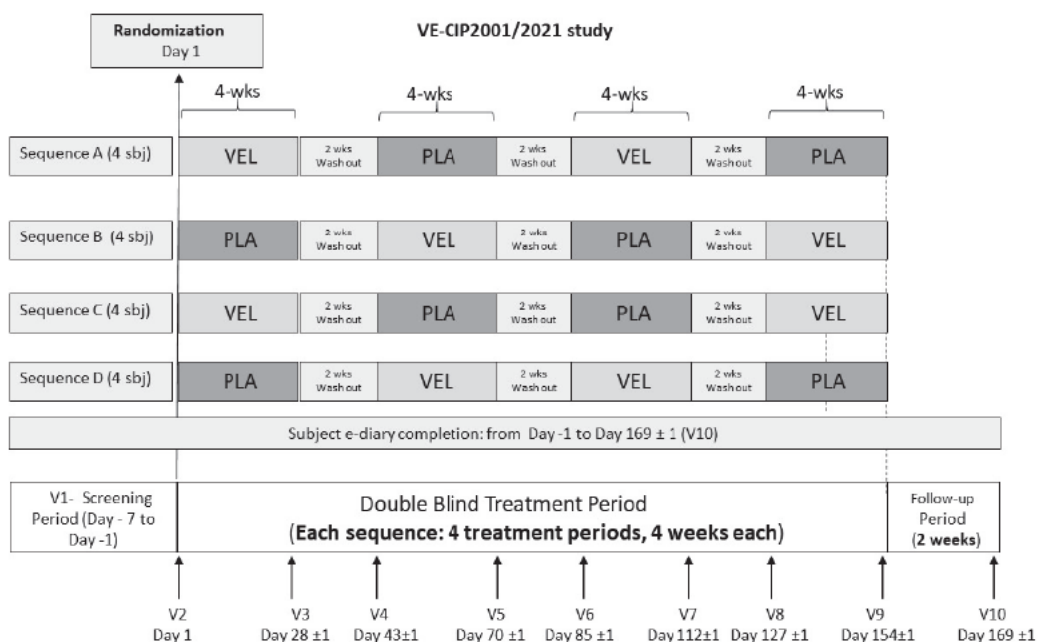 Randomization
Day 1
VE-CIP2001/2021 study
4-wks
4-wks
4-wks
4-wks
Sequence A (4 sbj)
VEL
2 wks
Wash out
PLA
2 wks
Wash out
VEL
2 wks
Wash out
PLA
Sequence B (4 sbj)
PLA
2 wks
Wash out
VEL
2 wks
Wash out
PLA
2 wks
Wash out
VEL
Sequence C (4 sbj)
VEL
2 wks
Wash out
PLA
2 wks
Wash out
PLA
2 wks
Wash out
VEL
Sequence D (4 sbj)
PLA
2 wks
Wash out
VEL
2 wks
Wash out
VEL
2 wks
Wash out
PLA
Subject e-diary completion: from Day -1 to Day 169 ± 1 (V10)
V1- Screening
Period (Day - 7 to
Day -1)
Double Blind Treatment Period
(Each sequence: 4 treatment periods, 4 weeks each)
Follow-up
Period
(2 weeks)
V2
Day 1
V3
Day 28 ±1
V4
Day 43±1
V5
Day 70 ±1
V6
Day 85 ±1
V7
Day 112±1
V8
Day 127 ±1
V9
Day 154±1
V10
Day 169±1